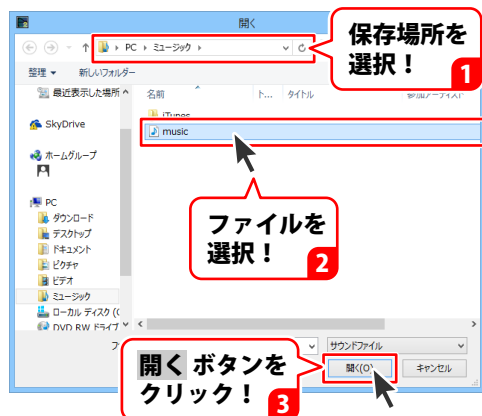 開く
PC ミュージック
保存場所を
選択！
1
整理 新しいフォルダー
最近表示した場所
名前 ト... タイトル 参加アーティスト
iTunes
SkyDrive
music
ホームグループ
PC
ダウンロード
デスクトップ
ドキュメント
ピクチャ
ビデオ
ミュージック
ローカル ディスク (C
DVD RW ドライブ
ファイルを
選択！
2
サウンドファイル
開く(O) キャンセル
開く ボタンを
クリック！
3